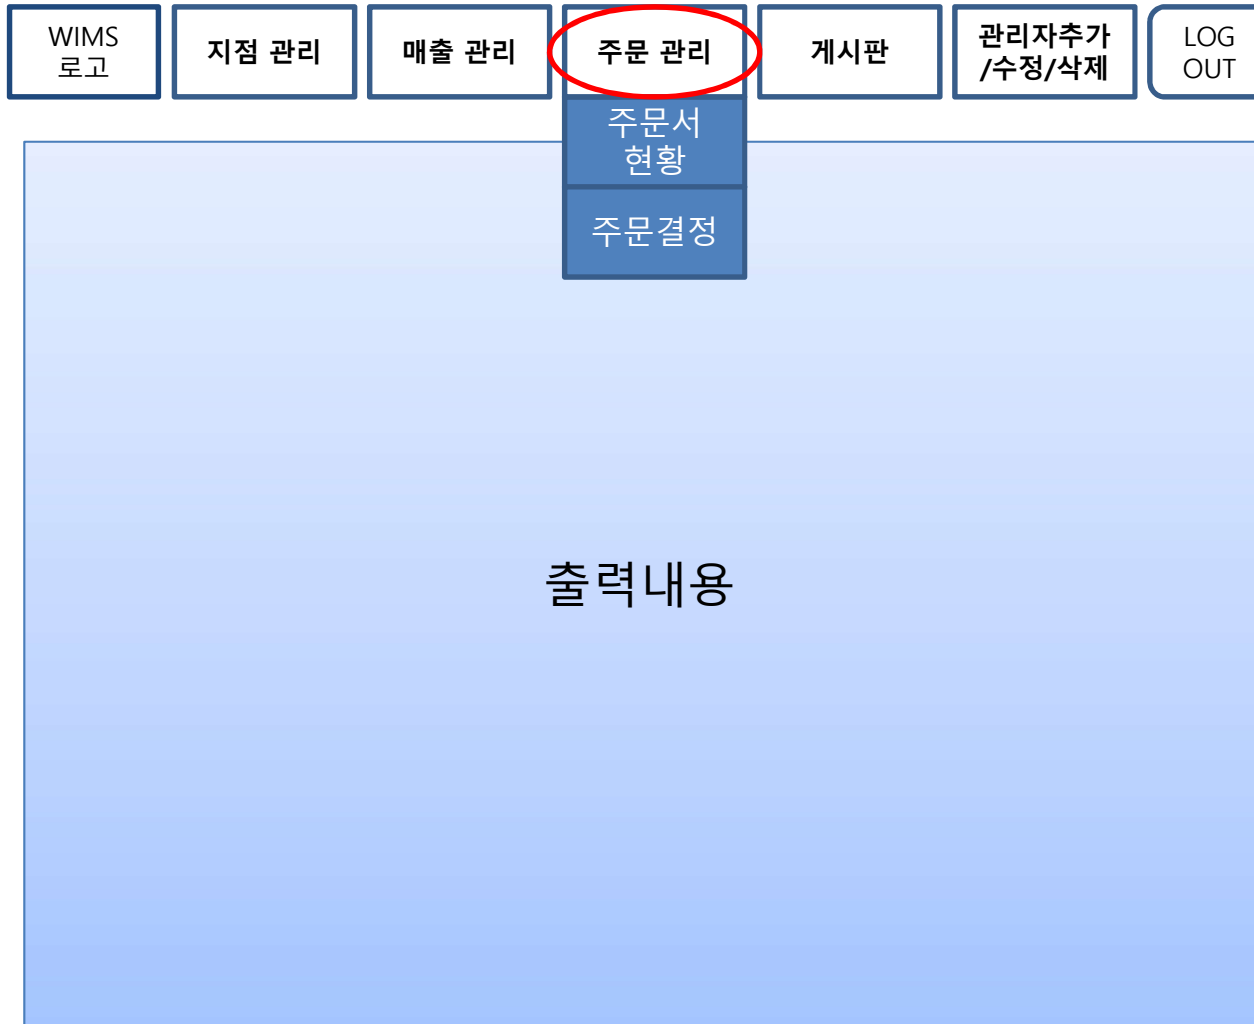 WIMS
로고
지점 관리
매출 관리
주문 관리
게시판
관리자추가
/수정/삭제
LOG
OUT
주문서
현황
주문결정
출력내용